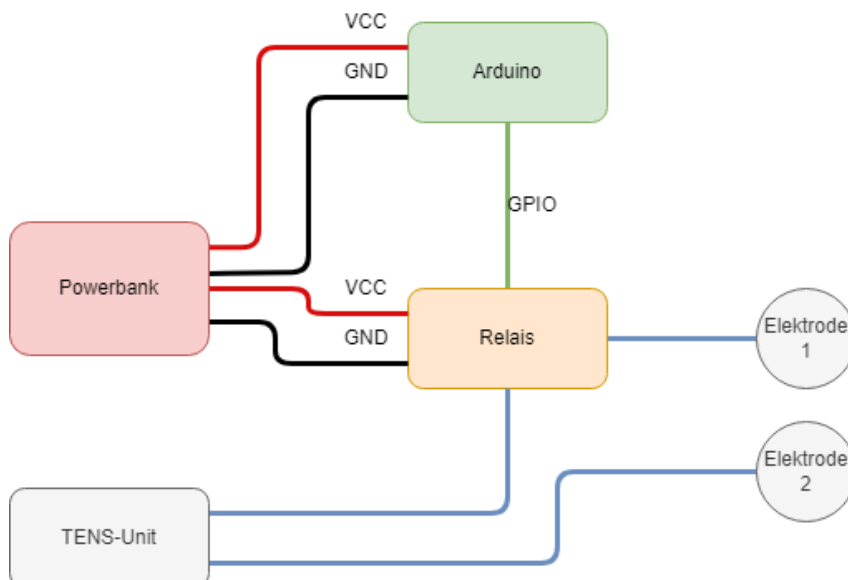 VCC
GND
Arduino
GPIO
Powerbank
VCC
GND
Relais
Elektrode
1
Elektrode
2
TENS-Unit